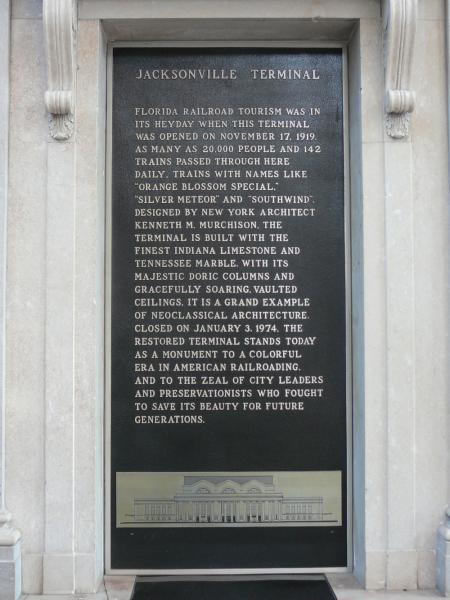 JACKSONVILLE TERMINAL
FLORIDA RAILROAD TOURISM WAS IN
ITS HEYDAY WHEN THIS TERMINAL
WAS OPENED ON NOVEMBER 17, 1919.
AS MANY AS 20,000 PEOPLE AND 142
TRAINS PASSED THROUGH HERE
DAILY, TRAINS WITH NAMES LIKE
"ORANGE BLOSSOM SPECIAL,"
"SILVER METEOR" AND "SOUTHWIND".
DESIGNED BY NEW YORK ARCHITECT
KENNETH M. MURCHISON, THE
TERMINAL IS BUILT WITH THE
FINEST INDIANA LIMESTONE AND
TENNESSEE MARBLE. WITH ITS
MAJESTIC DORIC COLUMNS AND
GRACEFULLY SOARING, VAULTED
CEILINGS, IT IS A GRAND EXAMPLE
OF NEOCLASSICAL ARCHITECTURE.
CLOSED ON JANUARY 3, 1974, THE
RESTORED TERMINAL STANDS TODAY
AS A MONUMENT TO A COLORFUL
ERA IN AMERICAN RAILROADING,
AND TO THE ZEAL OF CITY LEADERS
AND PRESERVATIONISTS WHO FOUGHT
TO SAVE ITS BEAUTY FOR FUTURE
GENERATIONS.